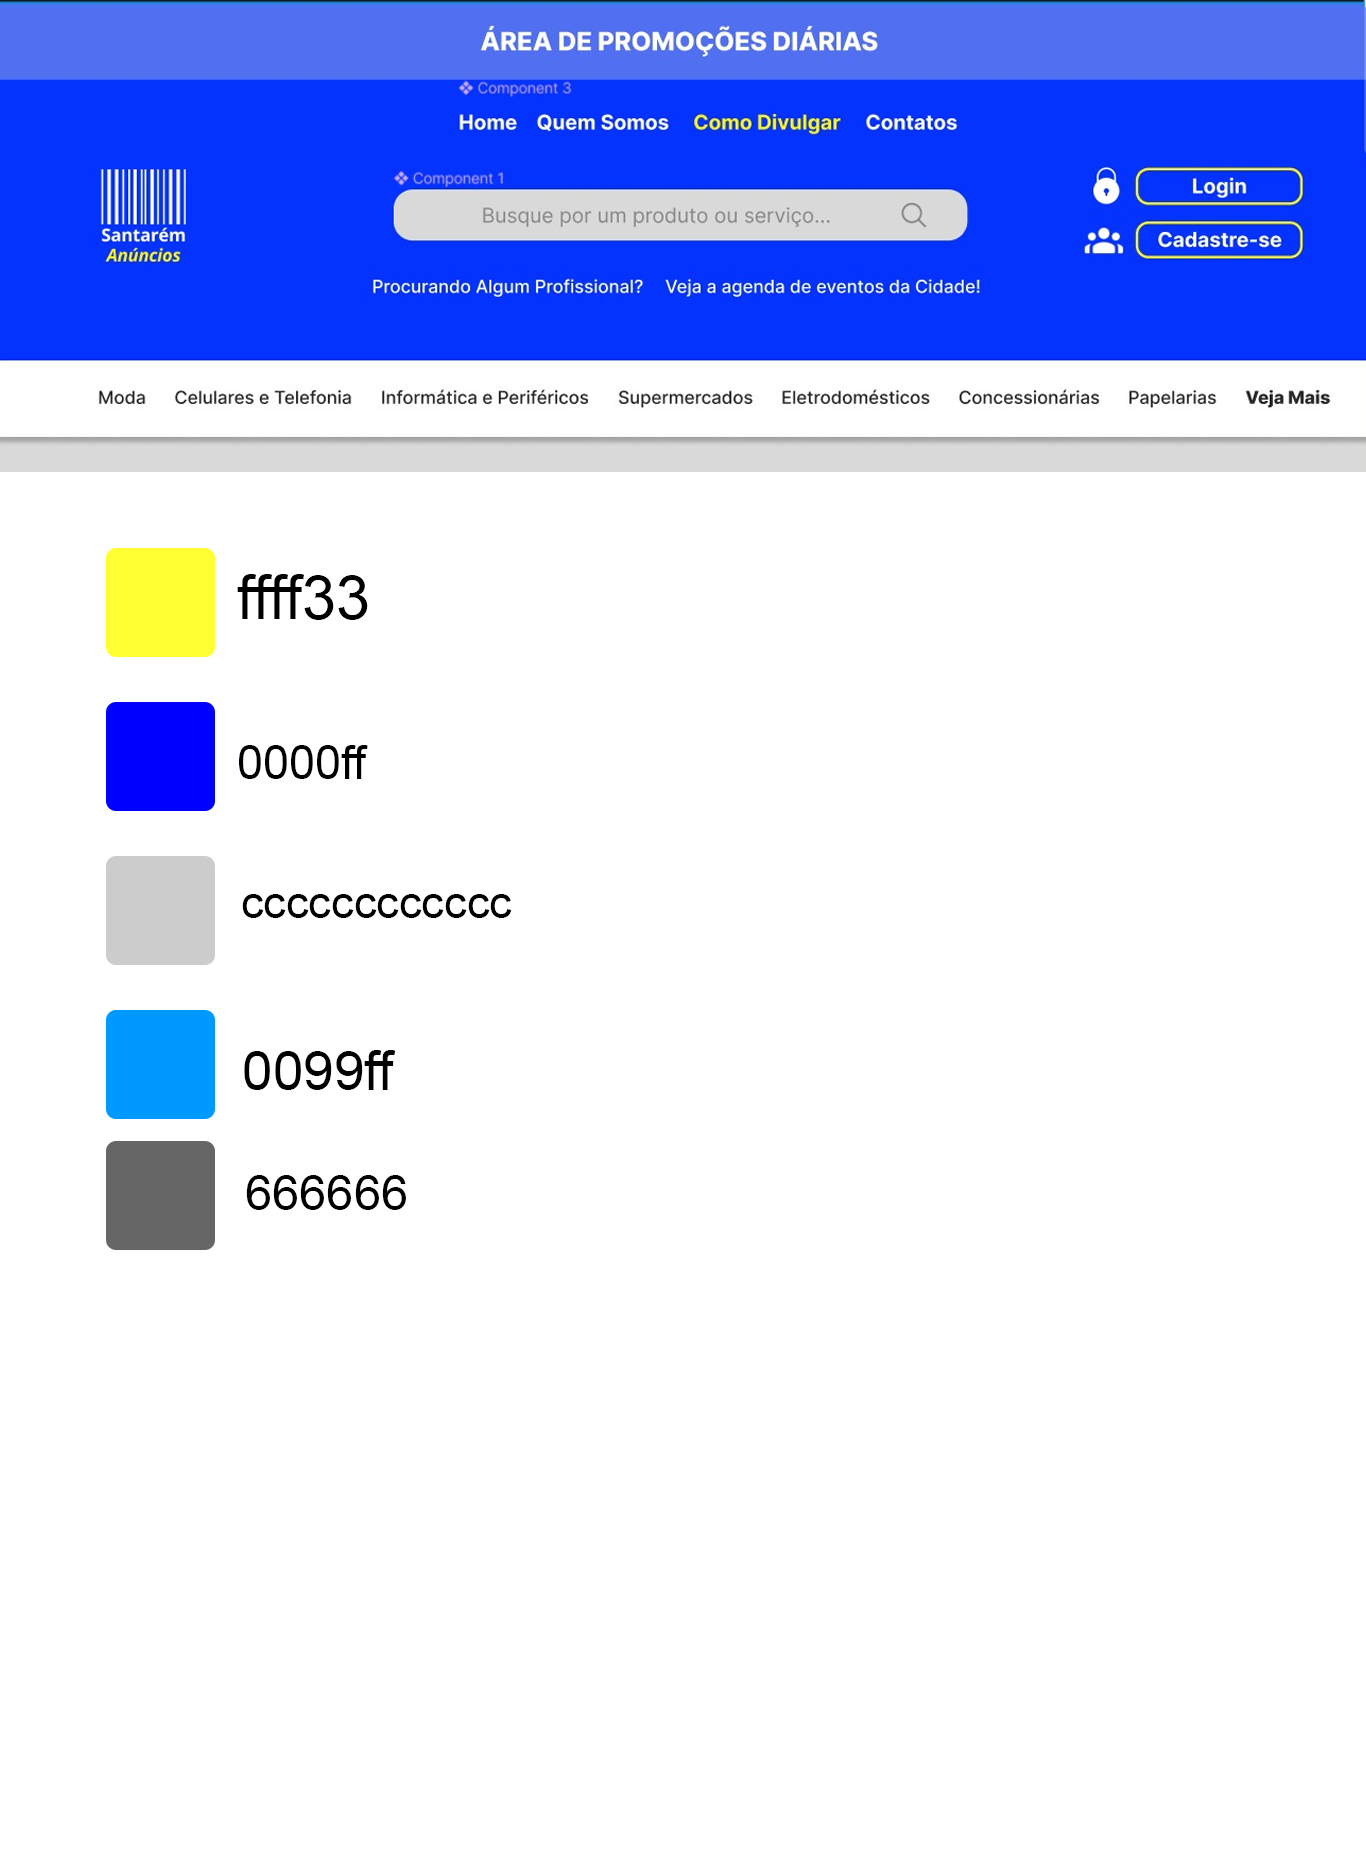 ÁREA DE PROMOÇÕES DIÁRIAS
Component 3
Home Quem Somos Como Divulgar Contatos
Component 1
Busque por um produto ou serviço...
Santarém
Anúncios
Login
Cadastre-se
Procurando Algum Profissional? Veja a agenda de eventos da Cidade!
Moda Celulares e Telefonia Informática e Periféricos Supermercados Eletrodomésticos Concessionárias Papelarias Veja Mais
ffff33
0000ff
cccccccccccc
0099ff
666666